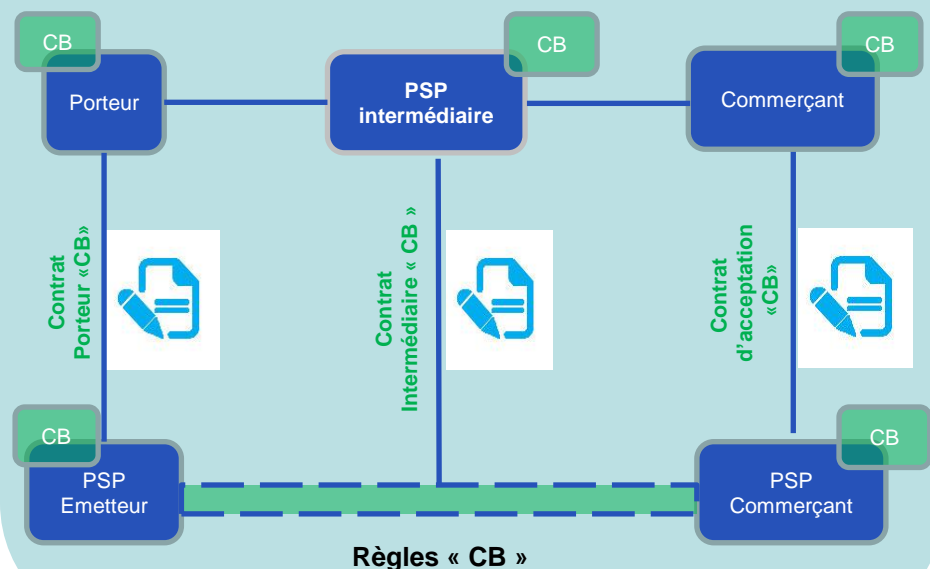 CB
CB
CB
Porteur
PSP
intermédiaire
Commerçant
Contrat
Porteur «CB»
Contrat
Intermédiaire « CB »
Contrat
d'acceptation
«CB»
CB
CB
PSP
Emetteur
PSP
Commerçant
Règles « CB »